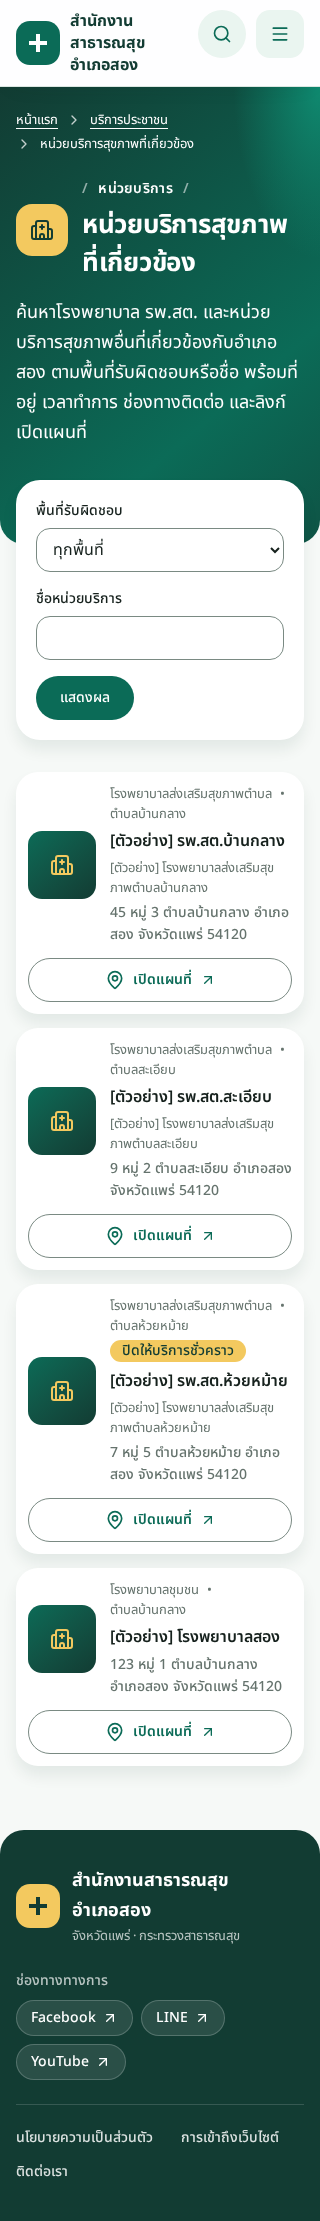 สำนักงาน
สาธารณสุข
อำเภอสอง
หน้าแรก
บริการประชาชน
หน่วยบริการสุขภาพที่เกี่ยวข้อง
/ หน่วยบริการ /
หน่วยบริการสุขภาพ
ที่เกี่ยวข้อง
ค้นหาโรงพยาบาล รพ.สต. และหน่วย
บริการสุขภาพอื่นที่เกี่ยวข้องกับอำเภอ
สอง ตามพื้นที่รับผิดชอบหรือชื่อ พร้อมที่
อยู่ เวลาทำการ ช่องทางติดต่อ และลิงก์
เปิดแผนที่
พื้นที่รับผิดชอบ
ทุกพื้นที่
ชื่อหน่วยบริการ
แสดงผล
โรงพยาบาลส่งเสริมสุขภาพตำบล •
ตำบลบ้านกลาง
[ตัวอย่าง] รพ.สต.บ้านกลาง
[ตัวอย่าง] โรงพยาบาลส่งเสริมสุข
ภาพตำบลบ้านกลาง
45 หมู่ 3 ตำบลบ้านกลาง อำเภอ
สอง จังหวัดแพร่ 54120
เปิดแผนที่
โรงพยาบาลส่งเสริมสุขภาพตำบล •
ตำบลสะเอียบ
[ตัวอย่าง] รพ.สต.สะเอียบ
[ตัวอย่าง] โรงพยาบาลส่งเสริมสุข
ภาพตำบลสะเอียบ
9 หมู่ 2 ตำบลสะเอียบ อำเภอสอง
จังหวัดแพร่ 54120
เปิดแผนที่
โรงพยาบาลส่งเสริมสุขภาพตำบล •
ตำบลห้วยหม้าย
ปิดให้บริการชั่วคราว
[ตัวอย่าง] รพ.สต.ห้วยหม้าย
[ตัวอย่าง] โรงพยาบาลส่งเสริมสุข
ภาพตำบลห้วยหม้าย
7 หมู่ 5 ตำบลห้วยหม้าย อำเภอ
สอง จังหวัดแพร่ 54120
เปิดแผนที่
โรงพยาบาลชุมชน •
ตำบลบ้านกลาง
[ตัวอย่าง] โรงพยาบาลสอง
123 หมู่ 1 ตำบลบ้านกลาง
อำเภอสอง จังหวัดแพร่ 54120
เปิดแผนที่
สำนักงานสาธารณสุข
อำเภอสอง
จังหวัดแพร่ · กระทรวงสาธารณสุข
ช่องทางทางการ
Facebook
LINE
YouTube
นโยบายความเป็นส่วนตัว
การเข้าถึงเว็บไซต์
ติดต่อเรา